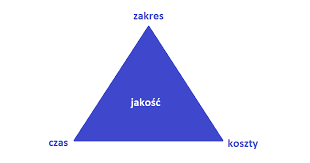 zakres
jakość
czas
koszty